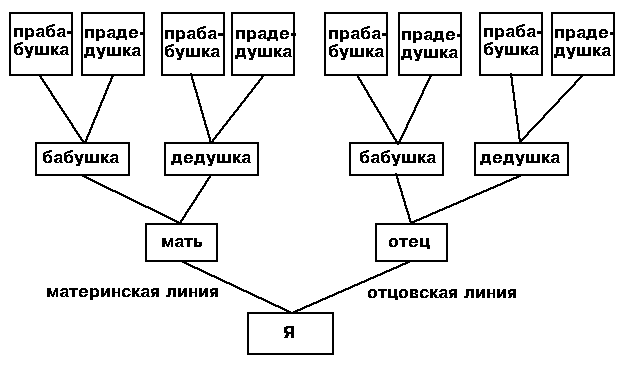 праба-
бушка
праде-
душка
праба-
бушка
праде-
душка
праба-
бушка
праде-
душка
праба-
бушка
праде-
душка
бабушка
дедушка
бабушка
дедушка
мать
отец
материнская линия
отцовская линия
Я